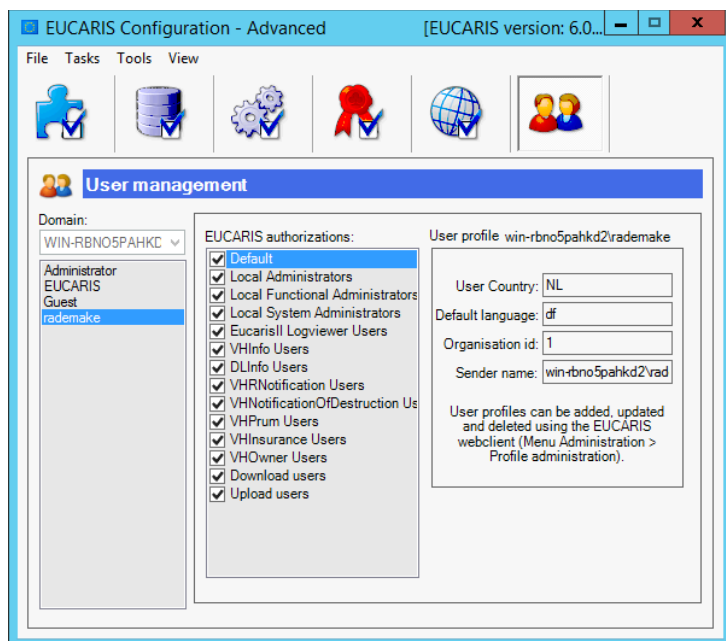 EUCARIS Configuration - Advanced [EUCARIS version: 6.0...
File Tasks Tools View
User management
Domain:
WIN-RBNO5PAHKD
Administrator
EUCARIS
Guest
rademake
EUCARIS authorizations:
Default
Local Administrators
Local Functional Administrators
Local System Administrators
EucarisII Logviewer Users
VHInfo Users
DLInfo Users
VHRNotification Users
VHNotificationOfDestruction Us
VHPrum Users
VHInsurance Users
VHOwner Users
Download users
Upload users
User profile win-rbno5pahkd2\rademake
User Country: NL
Default language: df
Organisation id: 1
Sender name: win-rbno5pahkd2\rad
User profiles can be added, updated
and deleted using the EUCARIS
webclient (Menu Administration >
Profile administration).